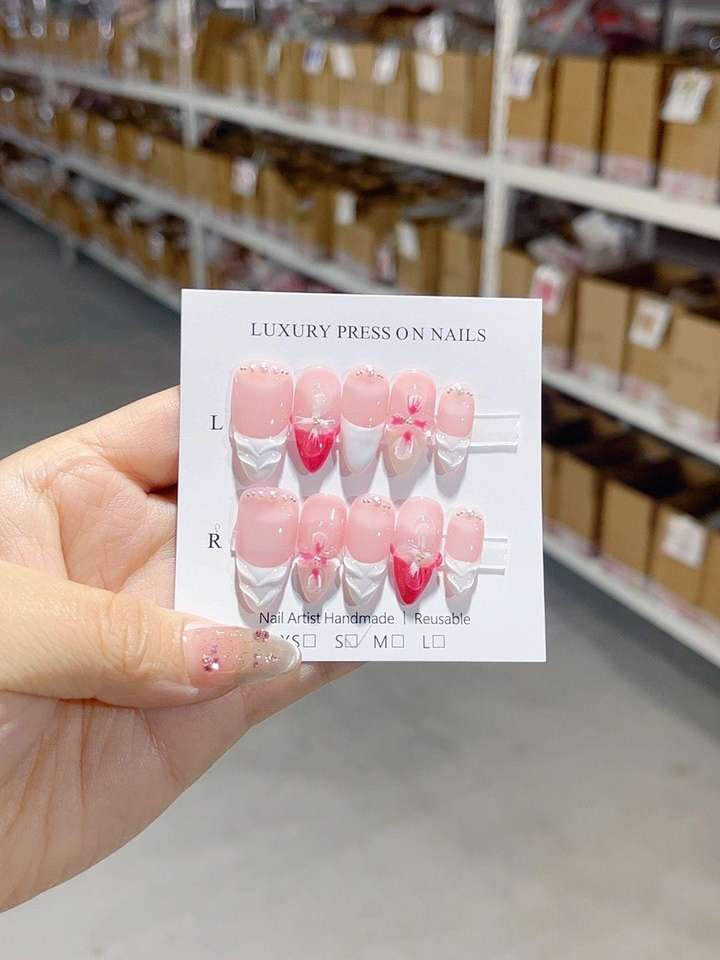 LUXURY PRESS ON NAILS
L
R
Nail Artist Handmade | Reusable
XS☐ S☑ M☐ L☐